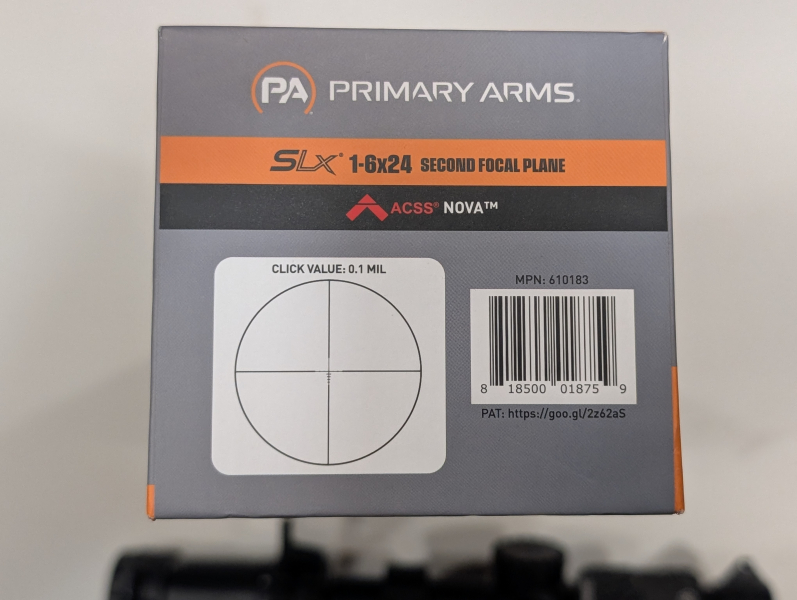 PA PRIMARY ARMS
SLX® 1-6x24 SECOND FOCAL PLANE
ACSS® NOVA™
CLICK VALUE: 0.1 MIL
MPN: 610183
8 18500 01875 9
PAT: https://goo.gl/2z62aS